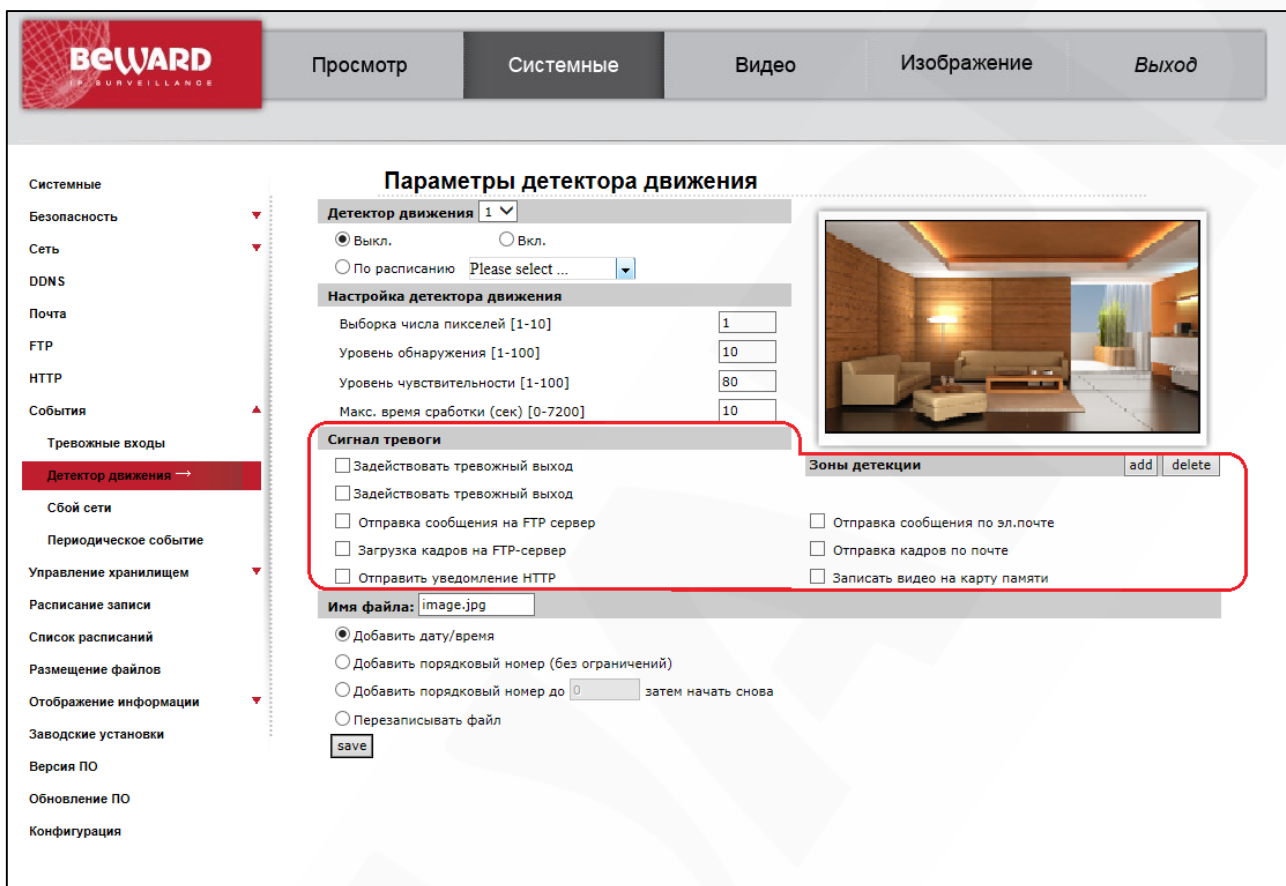 BEWARD
IP SURVEILLANCE
Просмотр
Системные
Видео
Изображение
Выход
Системные
Безопасность
Сеть
DDNS
Почта
FTP
HTTP
События
Тревожные входы
Детектор движения →
Сбой сети
Периодическое событие
Управление хранилищем
Расписание записи
Список расписаний
Размещение файлов
Отображение информации
Заводские установки
Версия ПО
Обновление ПО
Конфигурация
Параметры детектора движения
Детектор движения 1
Выкл. Вкл.
По расписанию Please select ...
Настройка детектора движения
Выборка числа пикселей [1-10] 1
Уровень обнаружения [1-100] 10
Уровень чувствительности [1-100] 80
Макс. время сработки (сек) [0-7200] 10
Сигнал тревоги
Зоны детекции add delete
Задействовать тревожный выход
Задействовать тревожный выход
Отправка сообщения на FTP сервер
Отправка сообщения по эл.почте
Загрузка кадров на FTP-сервер
Отправка кадров по почте
Отправить уведомление HTTP
Записать видео на карту памяти
Имя файла: image.jpg
Добавить дату/время
Добавить порядковый номер (без ограничений)
Добавить порядковый номер до 0 затем начать снова
Перезаписывать файл
save